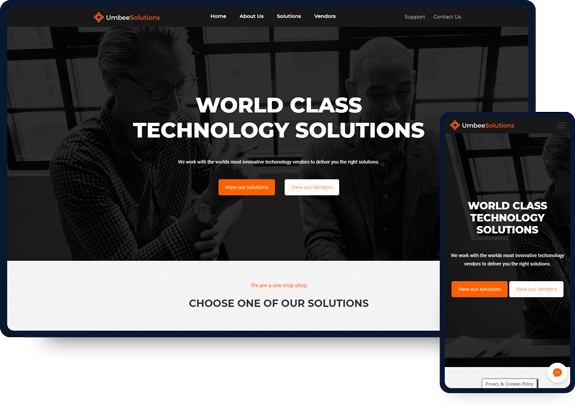 UmbeeSolutions
Home About Us Solutions Vendors
Support Contact Us
WORLD CLASS
TECHNOLOGY SOLUTIONS
We work with the worlds most innovative techonology vendors to deliver you the right solutions.
View our solutions View our Vendors
We are a one stop shop
CHOOSE ONE OF OUR SOLUTIONS
UmbeeSolutions
WORLD CLASS
TECHNOLOGY
SOLUTIONS
We work with the worlds most innovative techonology
vendors to deliver you the right solutions.
View our solutions View our Vendors
Privacy & Cookies Policy